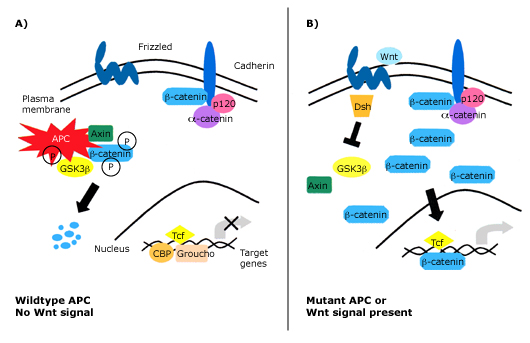 A)
Frizzled
Cadherin
β-catenin
p120
α-catenin
Plasma
membrane
APC
Axin
P
β-catenin
P
P
GSK3β
Nucleus
Tcf
CBP
Groucho
Target
genes
Wildtype APC
No Wnt signal
B)
Wnt
Dsh
β-catenin
p120
α-catenin
β-catenin
GSK3β
β-catenin
β-catenin
Axin
β-catenin
Tcf
β-catenin
Mutant APC or
Wnt signal present